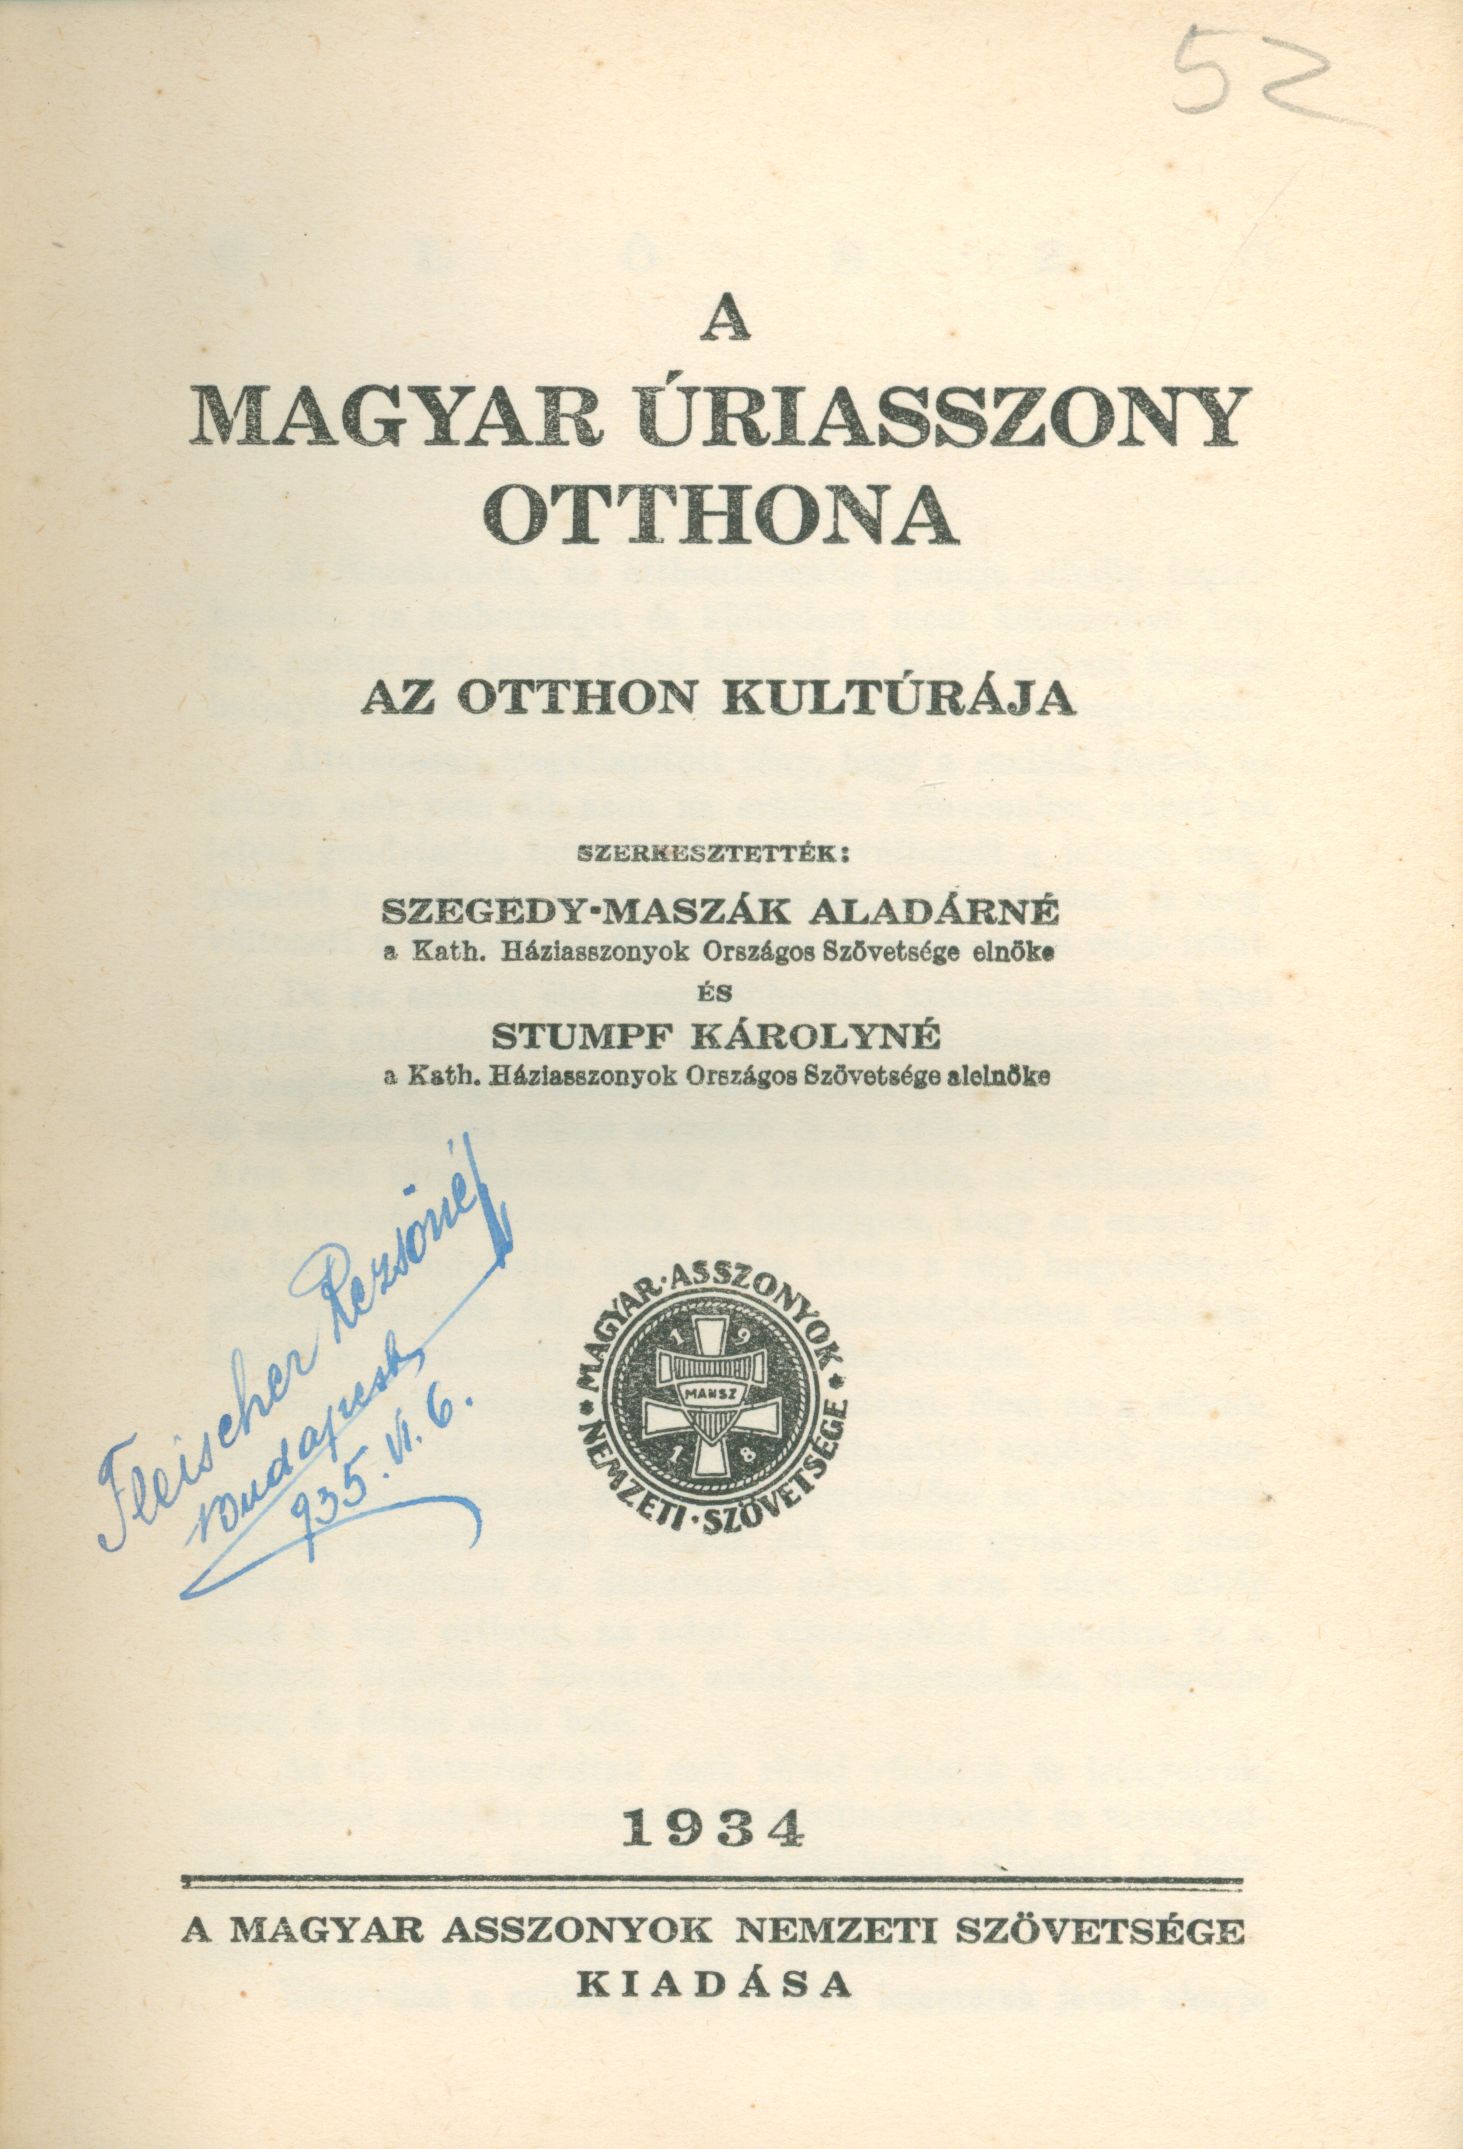 52
A
MAGYAR ÚRIASSZONY
OTTHONA
AZ OTTHON KULTÚRÁJA
SZERKESZTETTÉK:
SZEGEDY-MASZÁK ALADÁRNÉ
a Kath. Háziasszonyok Országos Szövetsége elnöke
ÉS
STUMPF KÁROLYNÉ
a Kath. Háziasszonyok Országos Szövetsége alelnöke
Fleischer Rezsőné
Budapest,
935. VI. 6.
MAGYAR·ASSZONYOK
NEMZETI·SZÖVETSÉGE
19
MANSZ
18
1934
A MAGYAR ASSZONYOK NEMZETI SZÖVETSÉGE
KIADÁSA